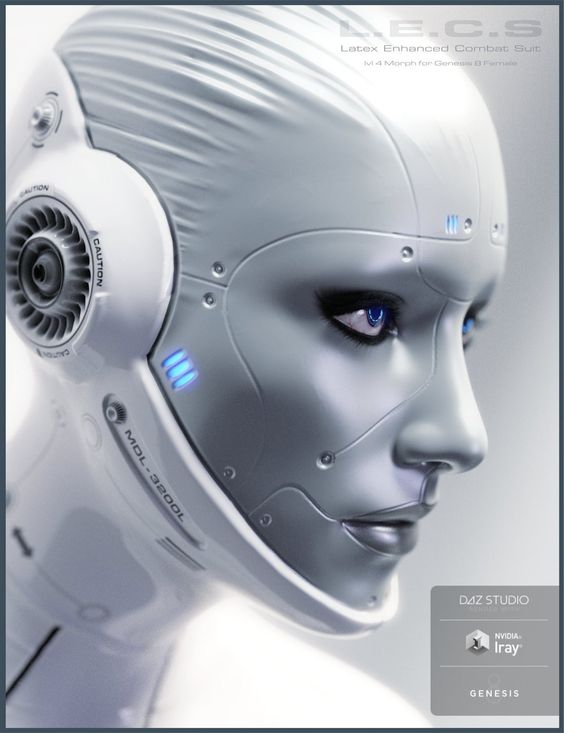 L.E.C.S
Latex Enhanced Combat Suit
lvl 4 Morph for Genesis 8 Female
CAUTION
CAUTION
CAUTION
MDL-3200L
DAZ STUDIO
NVIDIA®
Iray®
GENESIS